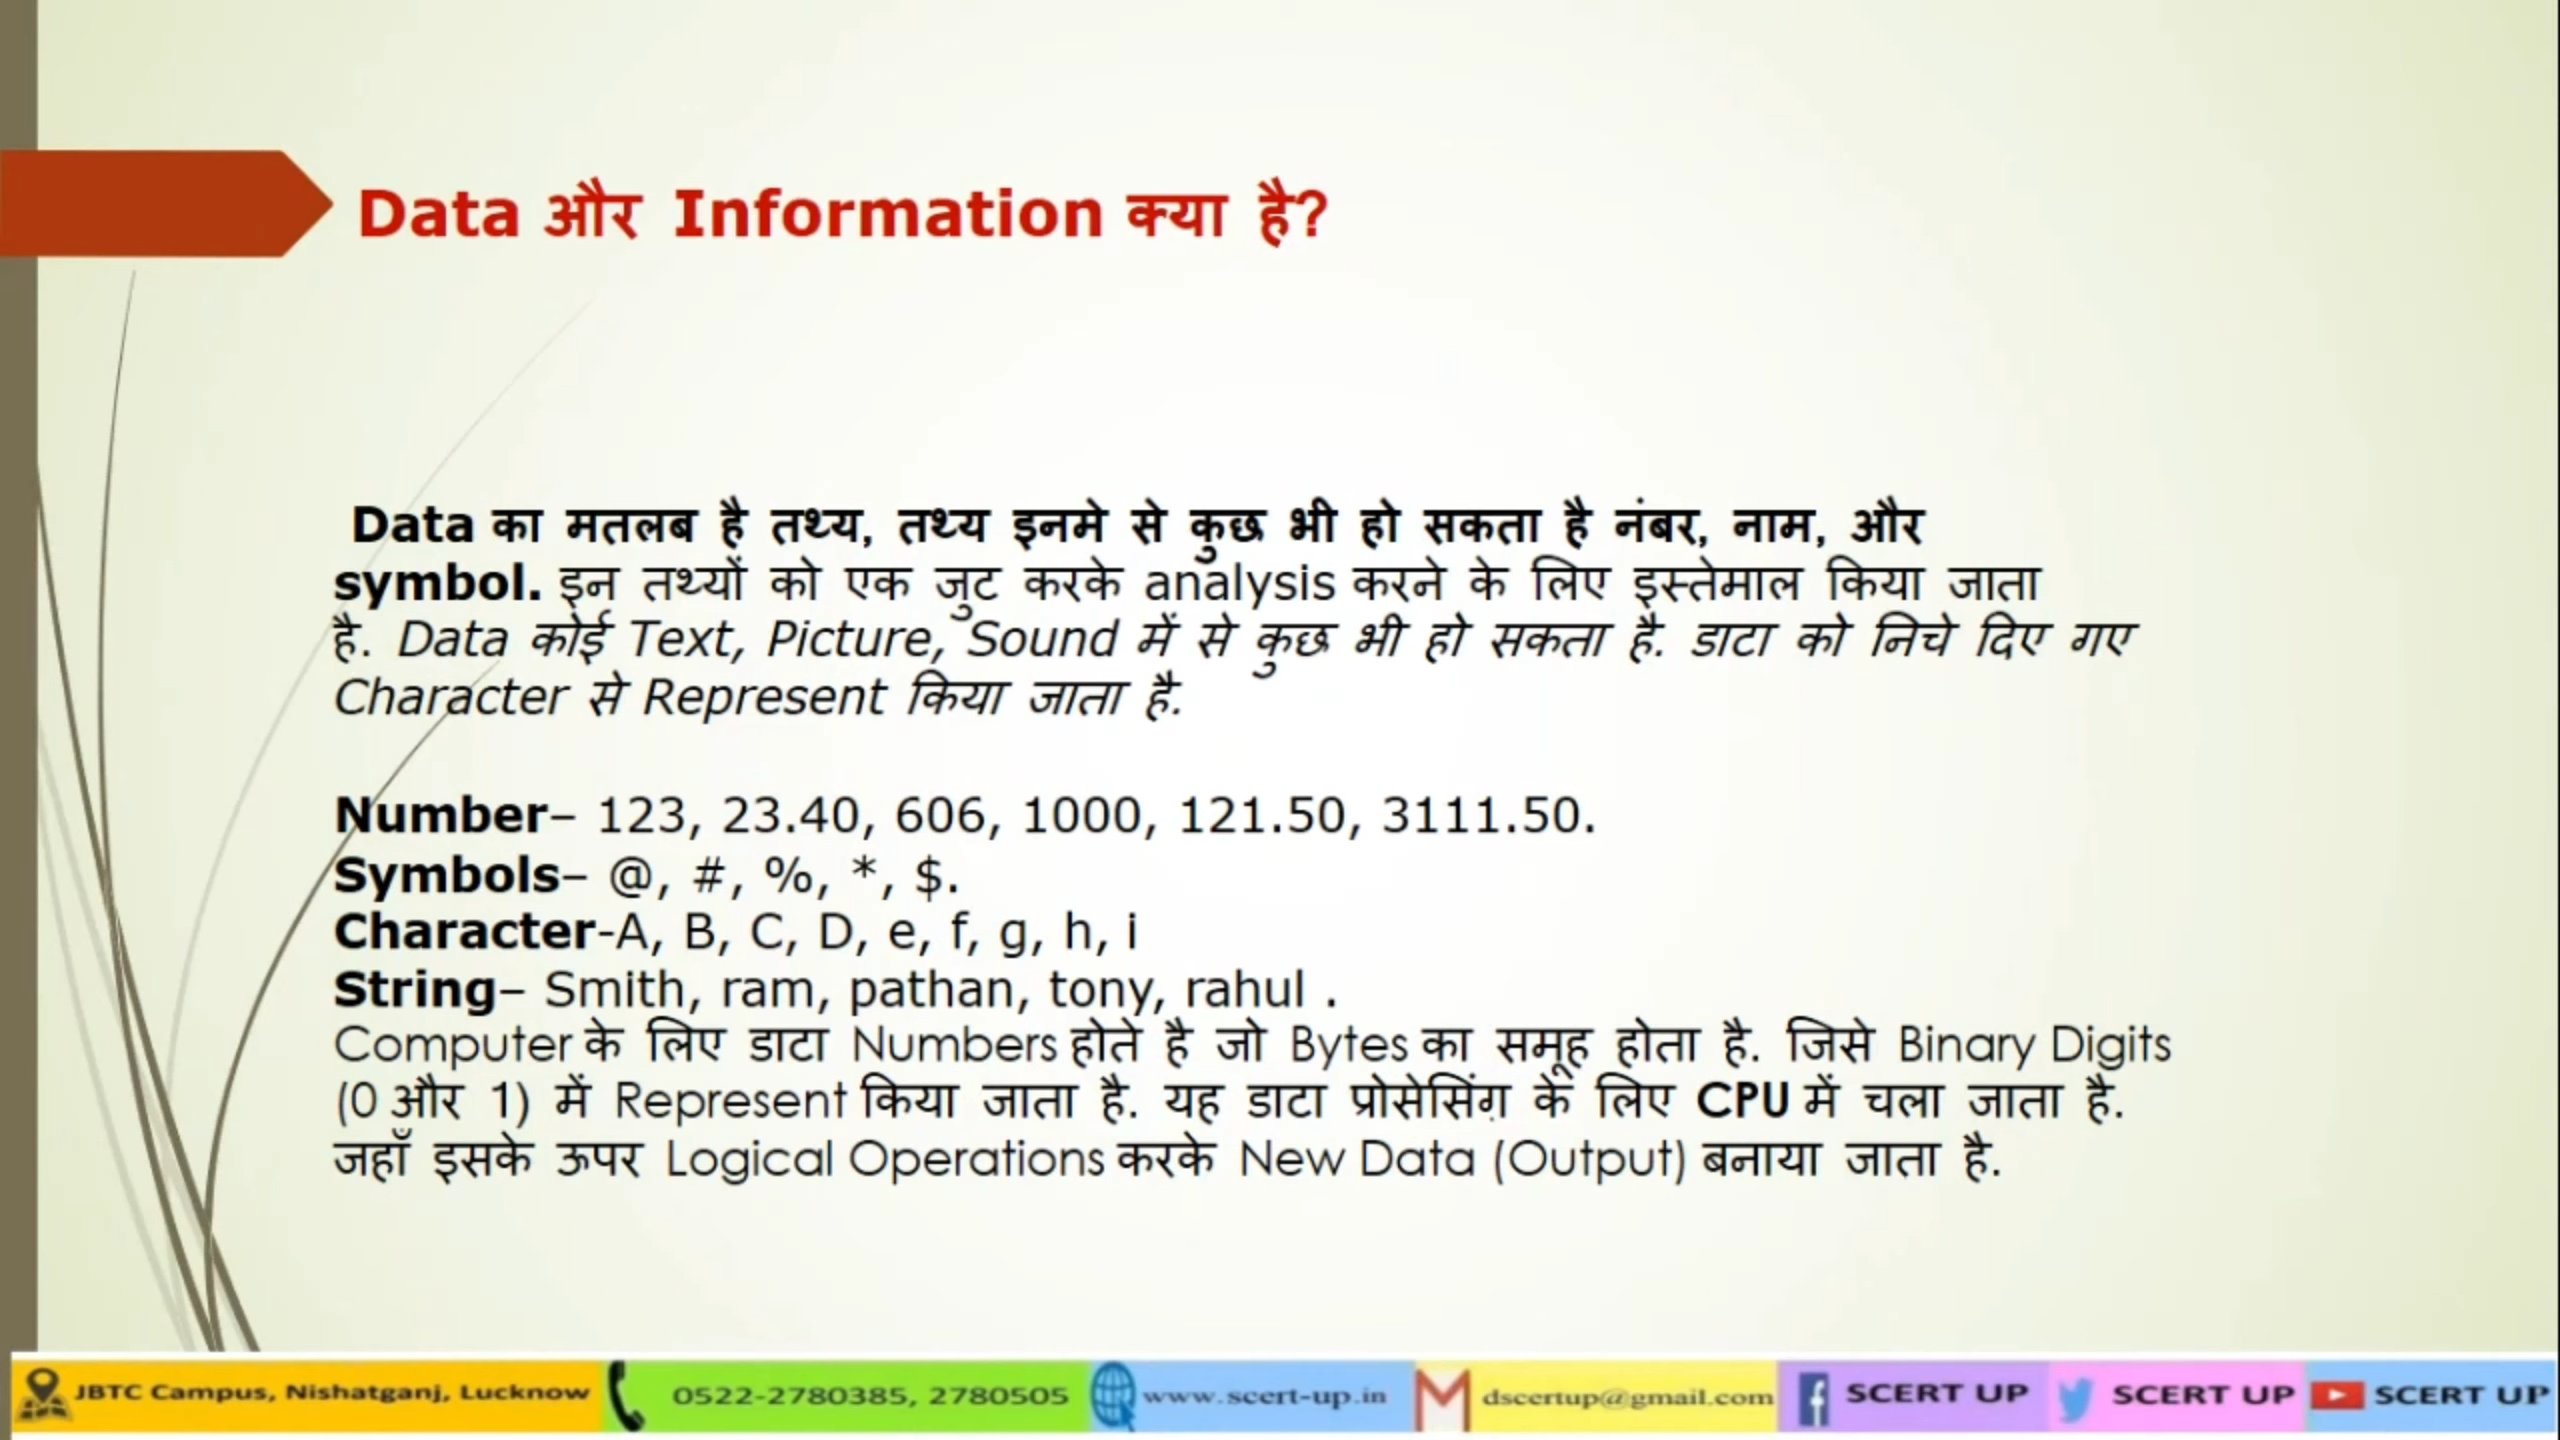 Data और Information क्या है?
Data का मतलब है तथ्य, तथ्य इनमे से कुछ भी हो सकता है नंबर, नाम, और
symbol. इन तथ्यों को एक जुट करके analysis करने के लिए इस्तेमाल किया जाता
है. Data कोई Text, Picture, Sound में से कुछ भी हो सकता है. डाटा को निचे दिए गए
Character से Represent किया जाता है.
Number– 123, 23.40, 606, 1000, 121.50, 3111.50.
Symbols– @, #, %, *, $.
Character-A, B, C, D, e, f, g, h, i
String– Smith, ram, pathan, tony, rahul .
Computer के लिए डाटा Numbers होते है जो Bytes का समूह होता है. जिसे Binary Digits
(0 और 1) में Represent किया जाता है. यह डाटा प्रोसेसिंग़ के लिए CPU में चला जाता है.
जहाँ इसके ऊपर Logical Operations करके New Data (Output) बनाया जाता है.
JBTC Campus, Nishatganj, Lucknow 0522-2780385, 2780505 www.scert-up.in dscertup@gmail.com SCERT UP SCERT UP SCERT UP